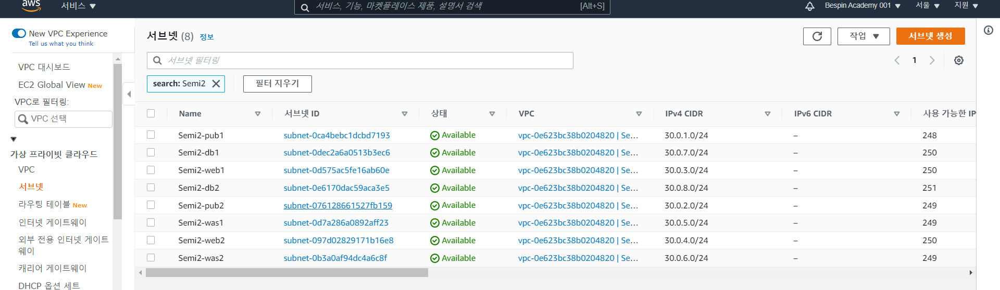 aws
서비스 ▼
서비스, 기능, 마켓플레이스 제품, 설명서 검색 [Alt+S]
Bespin Academy 001 ▼
서울 ▼
지원 ▼
New VPC Experience
Tell us what you think
VPC 대시보드
EC2 Global View New
VPC로 필터링:
VPC 선택
가상 프라이빗 클라우드
VPC
서브넷
라우팅 테이블 New
인터넷 게이트웨이
외부 전용 인터넷 게이트
웨이
캐리어 게이트웨이
DHCP 옵션 세트
서브넷 (8) 정보
작업 ▼
서브넷 생성
서브넷 필터링
1
search: Semi2
필터 지우기
Name 서브넷 ID 상태 VPC IPv4 CIDR IPv6 CIDR 사용 가능한 IP
Semi2-pub1 subnet-0ca4bebc1dcbd7193 Available vpc-0e623bc38b0204820 | Se... 30.0.1.0/24 – 248
Semi2-db1 subnet-0dec2a6a0513b3ec6 Available vpc-0e623bc38b0204820 | Se... 30.0.7.0/24 – 250
Semi2-web1 subnet-0d575ac5fe16ab60e Available vpc-0e623bc38b0204820 | Se... 30.0.3.0/24 – 250
Semi2-db2 subnet-0e6170dac59aca3e5 Available vpc-0e623bc38b0204820 | Se... 30.0.8.0/24 – 251
Semi2-pub2 subnet-076128661527fb159 Available vpc-0e623bc38b0204820 | Se... 30.0.2.0/24 – 249
Semi2-was1 subnet-0d7a286a0892aff23 Available vpc-0e623bc38b0204820 | Se... 30.0.5.0/24 – 249
Semi2-web2 subnet-097d02829171b16e8 Available vpc-0e623bc38b0204820 | Se... 30.0.4.0/24 – 250
Semi2-was2 subnet-0b3a0af94dc4a6c8f Available vpc-0e623bc38b0204820 | Se... 30.0.6.0/24 – 249